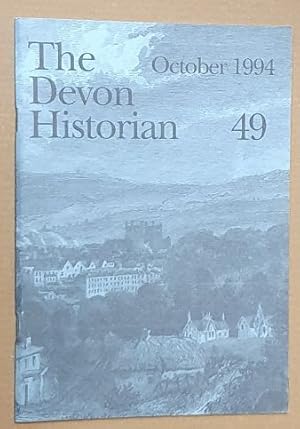 The
Devon
Historian
October 1994
49